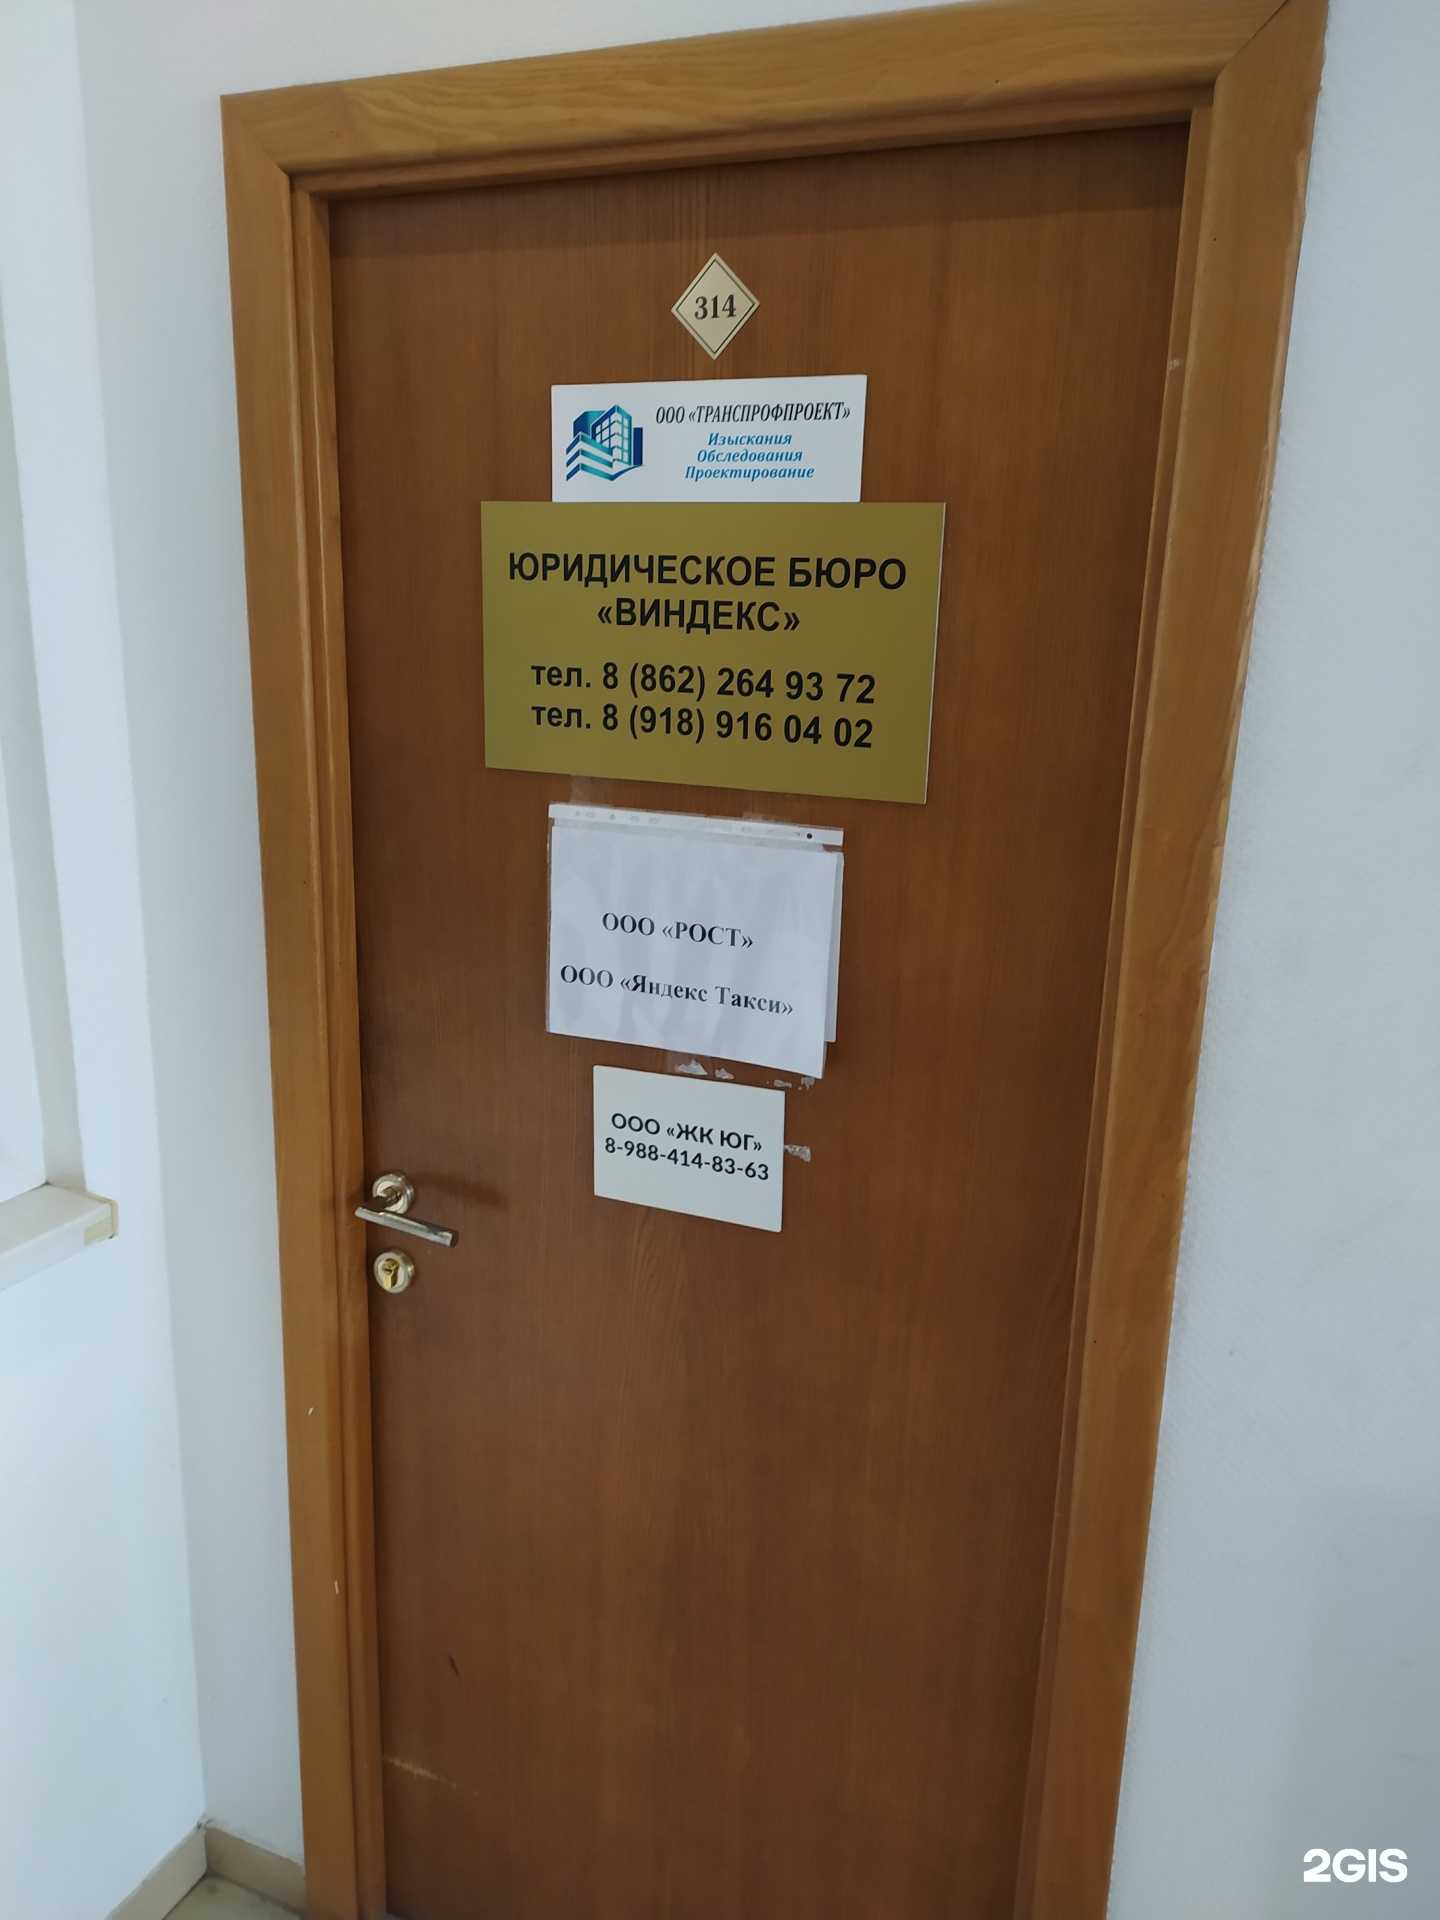 314
ООО «ТРАНСПРОФПРОЕКТ»
Изыскания
Обследования
Проектирование
ЮРИДИЧЕСКОЕ БЮРО
«ВИНДЕКС»
тел. 8 (862) 264 93 72
тел. 8 (918) 916 04 02
ООО «РОСТ»
ООО «Яндекс Такси»
ООО «ЖК ЮГ»
8-988-414-83-63
2GIS